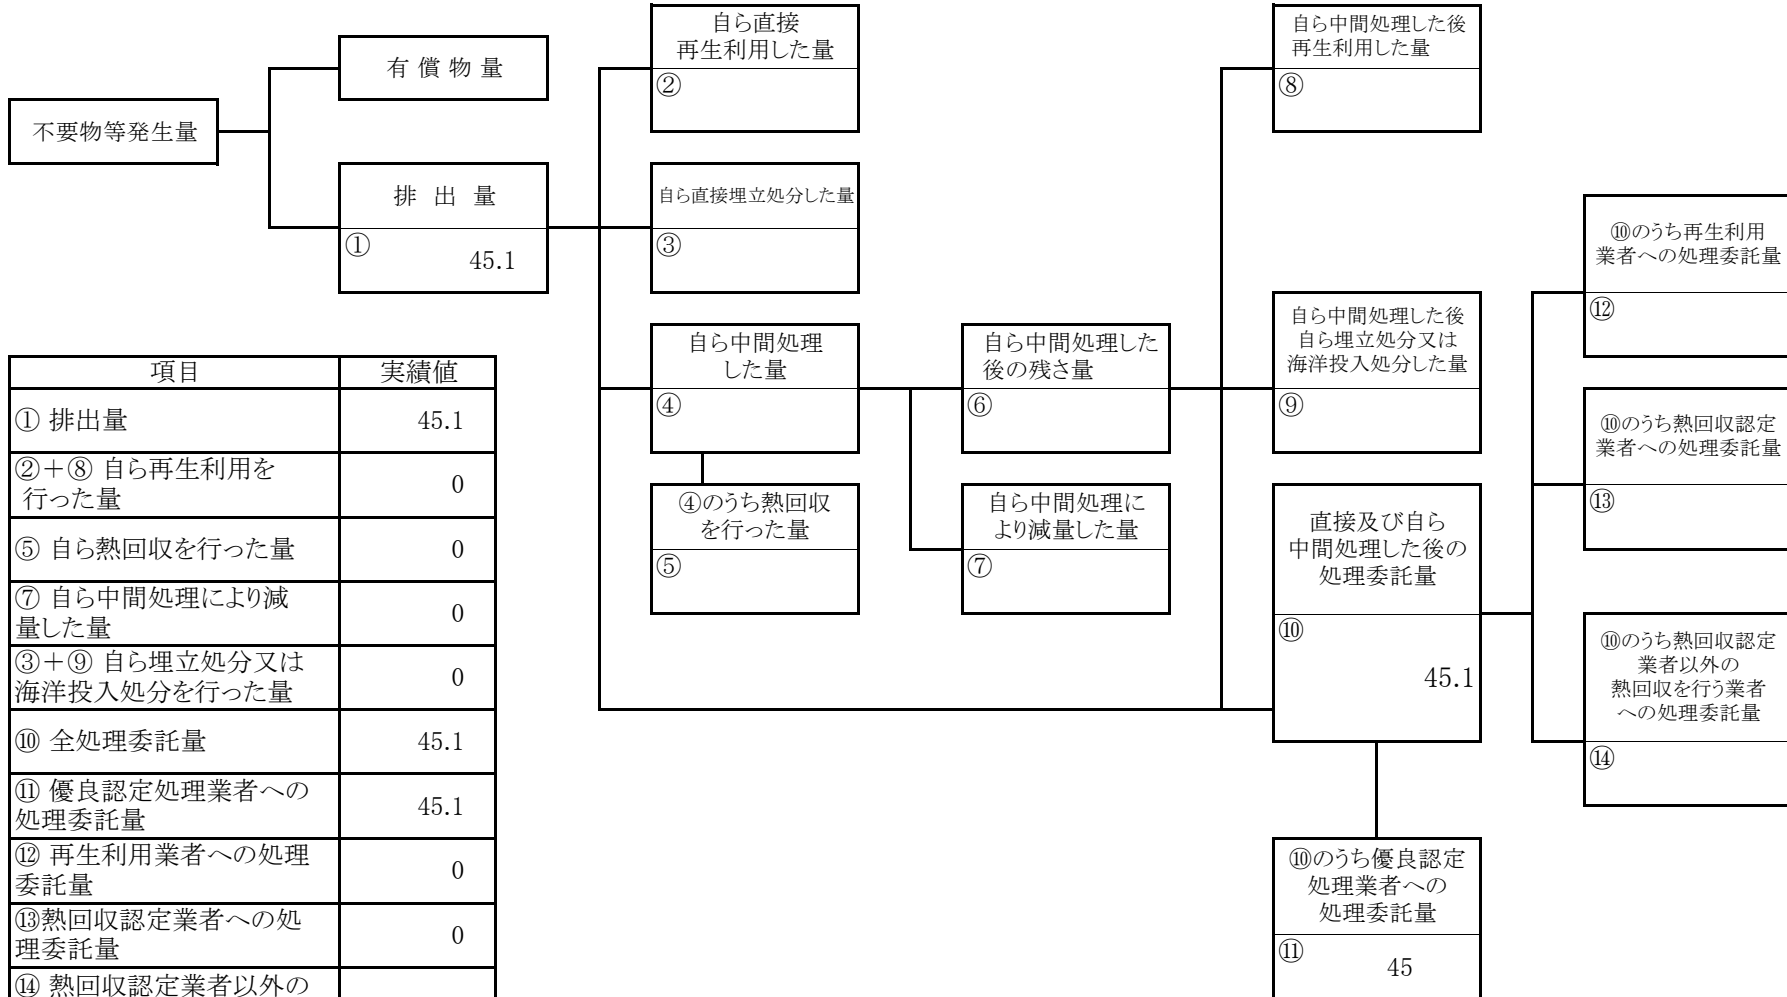 不要物等発生量
有 償 物 量
排 出 量
①
45.1
自ら直接
再生利用した量
②
自ら直接埋立処分した量
③
自ら中間処理
した量
④
④のうち熱回収
を行った量
⑤
自ら中間処理した
後の残さ量
⑥
自ら中間処理に
より減量した量
⑦
自ら中間処理した後
再生利用した量
⑧
自ら中間処理した後
自ら埋立処分又は
海洋投入処分した量
⑨
直接及び自ら
中間処理した後の
処理委託量
⑩
45.1
⑩のうち優良認定
処理業者への
処理委託量
⑪
45
⑩のうち再生利用
業者への処理委託量
⑫
⑩のうち熱回収認定
業者への処理委託量
⑬
⑩のうち熱回収認定
業者以外の
熱回収を行う業者
への処理委託量
⑭
項目 実績値
① 排出量 45.1
②+⑧ 自ら再生利用を
行った量 0
⑤ 自ら熱回収を行った量 0
⑦ 自ら中間処理により減
量した量 0
③+⑨ 自ら埋立処分又は
海洋投入処分を行った量 0
⑩ 全処理委託量 45.1
⑪ 優良認定処理業者への
処理委託量 45.1
⑫ 再生利用業者への処理
委託量 0
⑬熱回収認定業者への処
理委託量 0
⑭ 熱回収認定業者以外の